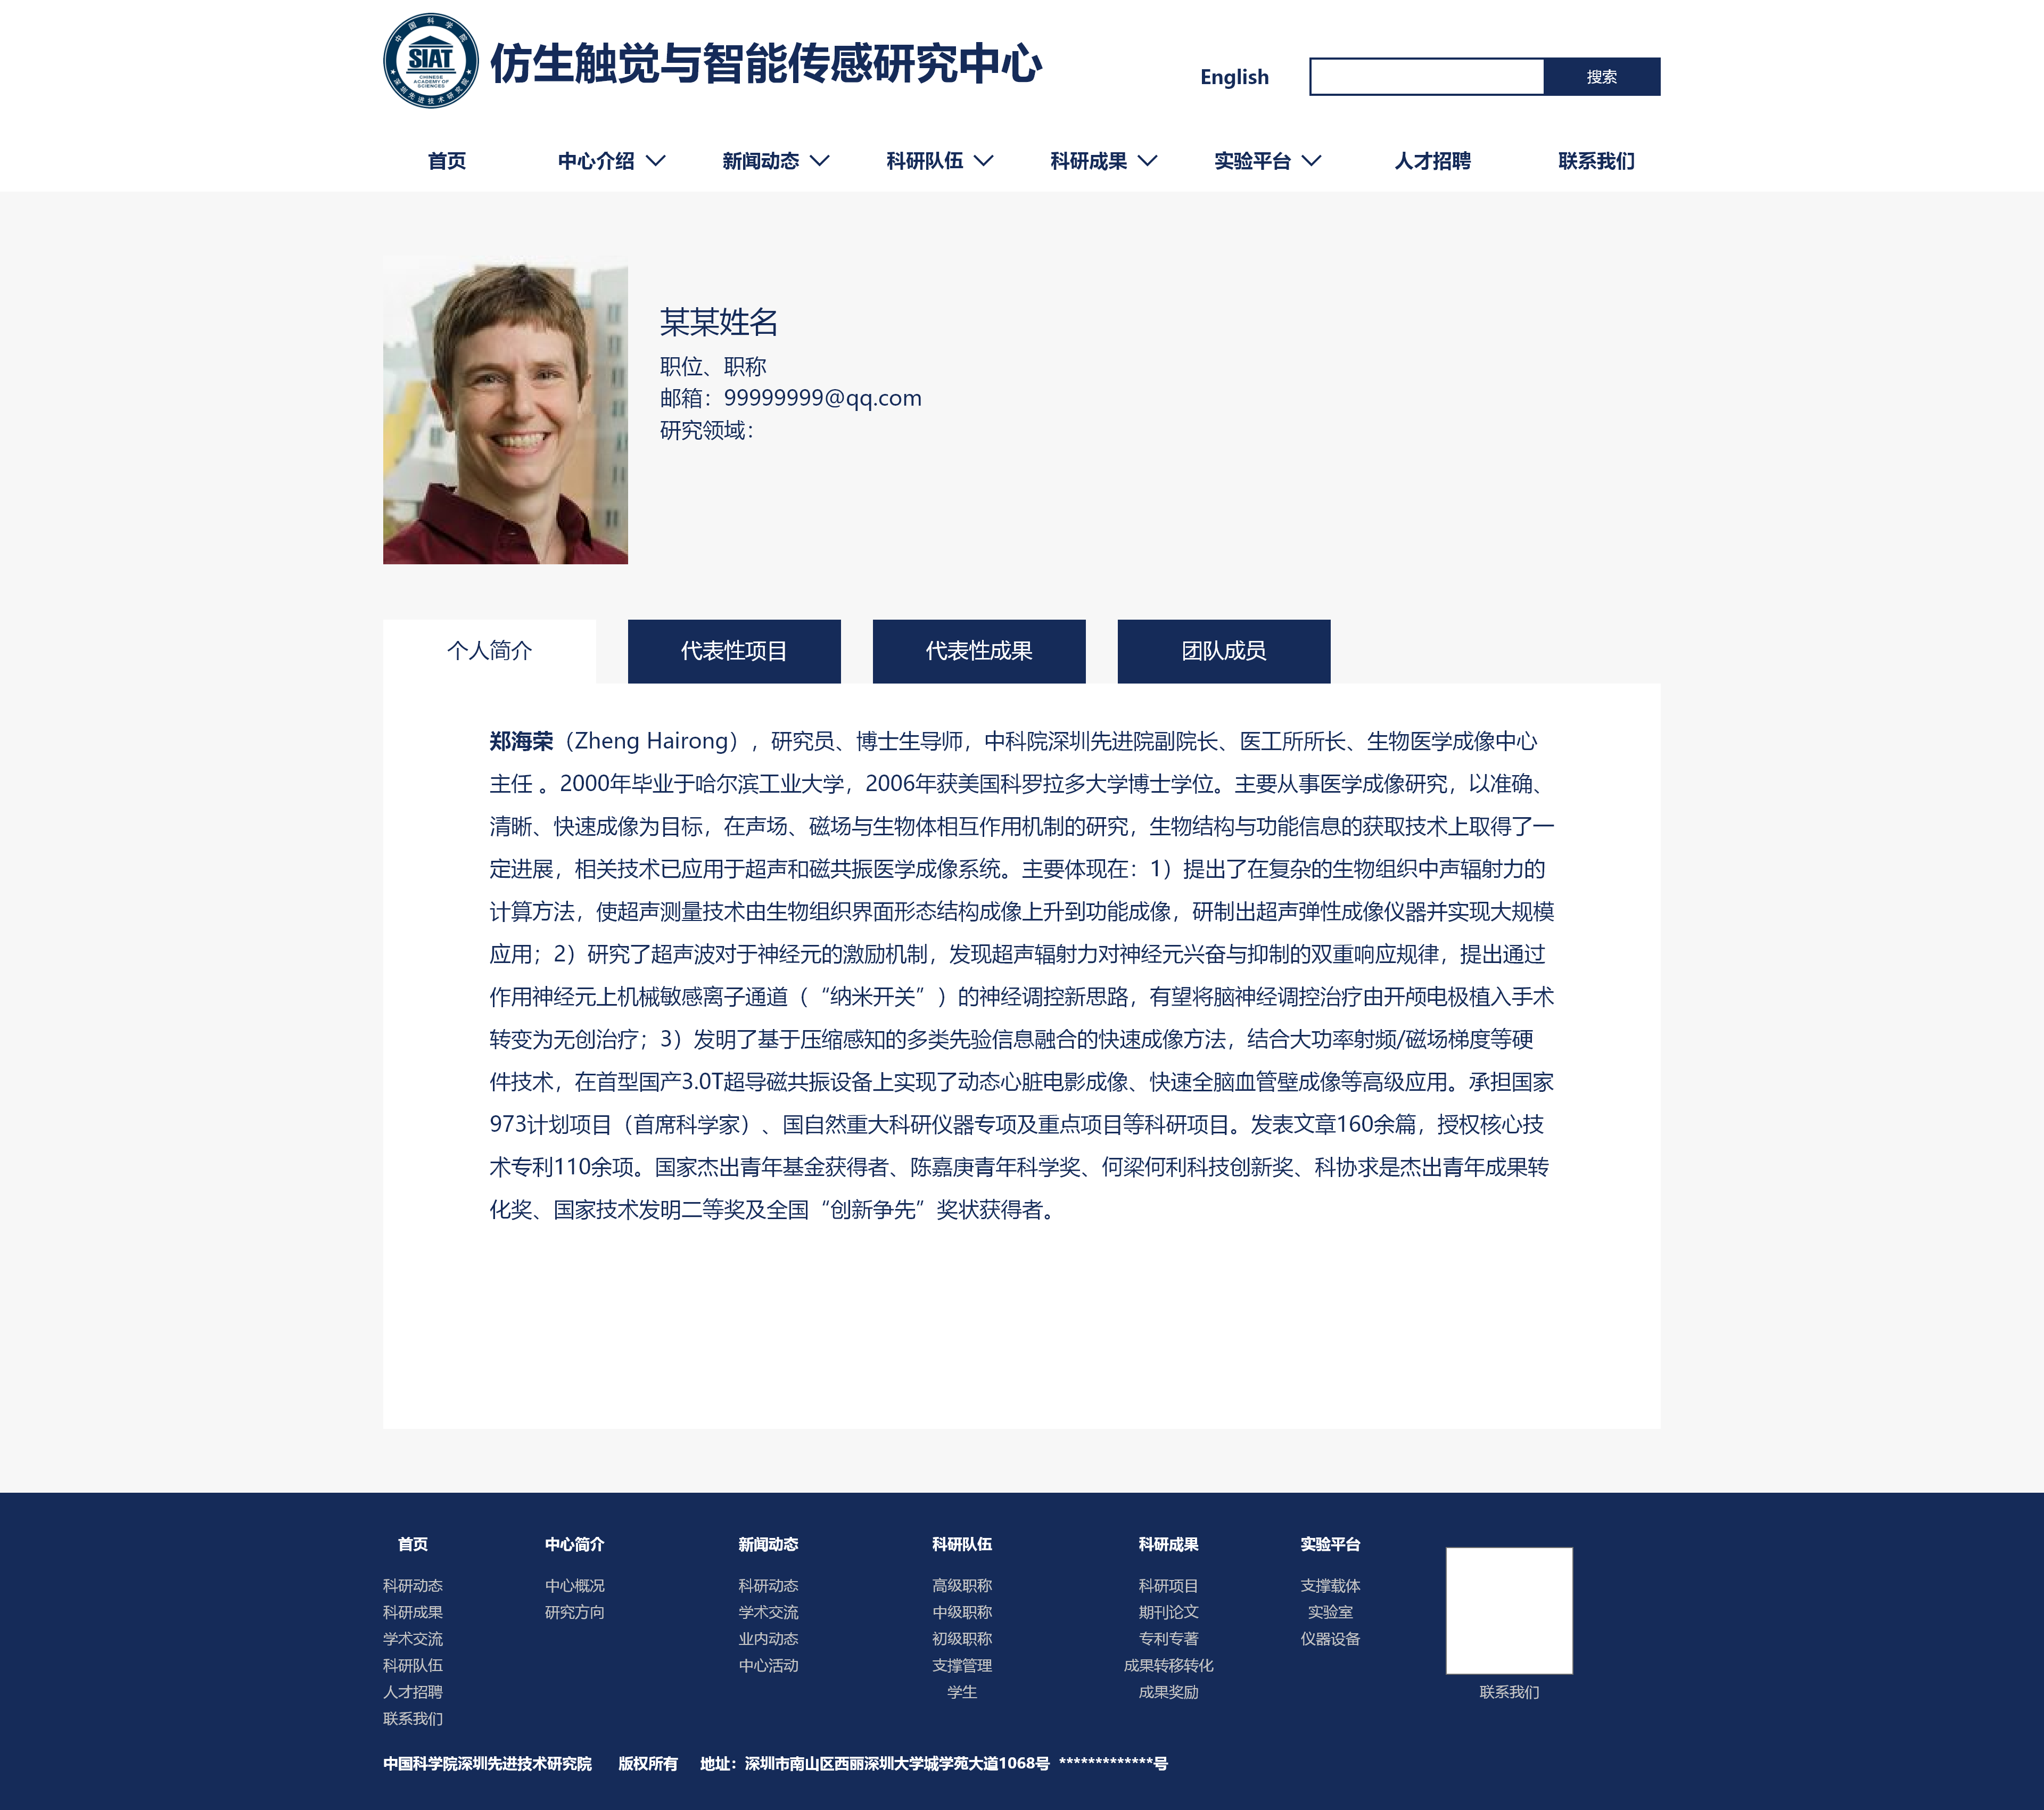 中国科学院
SIAT
CHINESE
ACADEMY OF
SCIENCES
深圳先进技术研究院
仿生触觉与智能传感研究中心
English
搜索
首页 中心介绍 新闻动态 科研队伍 科研成果 实验平台 人才招聘 联系我们
某某姓名
职位、职称
邮箱：99999999@qq.com
研究领域：
个人简介 代表性项目 代表性成果 团队成员
郑海荣（Zheng Hairong），研究员、博士生导师，中科院深圳先进院副院长、医工所所长、生物医学成像中心
主任 。2000年毕业于哈尔滨工业大学，2006年获美国科罗拉多大学博士学位。主要从事医学成像研究，以准确、
清晰、快速成像为目标，在声场、磁场与生物体相互作用机制的研究，生物结构与功能信息的获取技术上取得了一
定进展，相关技术已应用于超声和磁共振医学成像系统。主要体现在：1）提出了在复杂的生物组织中声辐射力的
计算方法，使超声测量技术由生物组织界面形态结构成像上升到功能成像，研制出超声弹性成像仪器并实现大规模
应用；2）研究了超声波对于神经元的激励机制，发现超声辐射力对神经元兴奋与抑制的双重响应规律，提出通过
作用神经元上机械敏感离子通道（“纳米开关”）的神经调控新思路，有望将脑神经调控治疗由开颅电极植入手术
转变为无创治疗；3）发明了基于压缩感知的多类先验信息融合的快速成像方法，结合大功率射频/磁场梯度等硬
件技术，在首型国产3.0T超导磁共振设备上实现了动态心脏电影成像、快速全脑血管壁成像等高级应用。承担国家
973计划项目（首席科学家）、国自然重大科研仪器专项及重点项目等科研项目。发表文章160余篇，授权核心技
术专利110余项。国家杰出青年基金获得者、陈嘉庚青年科学奖、何梁何利科技创新奖、科协求是杰出青年成果转
化奖、国家技术发明二等奖及全国“创新争先”奖状获得者。
首页 中心简介 新闻动态 科研队伍 科研成果 实验平台
科研动态 中心概况 科研动态 高级职称 科研项目 支撑载体
科研成果 研究方向 学术交流 中级职称 期刊论文 实验室
学术交流 业内动态 初级职称 专利专著 仪器设备
科研队伍 中心活动 支撑管理 成果转移转化
人才招聘 学生 成果奖励 联系我们
联系我们
中国科学院深圳先进技术研究院 版权所有 地址：深圳市南山区西丽深圳大学城学苑大道1068号 *************号